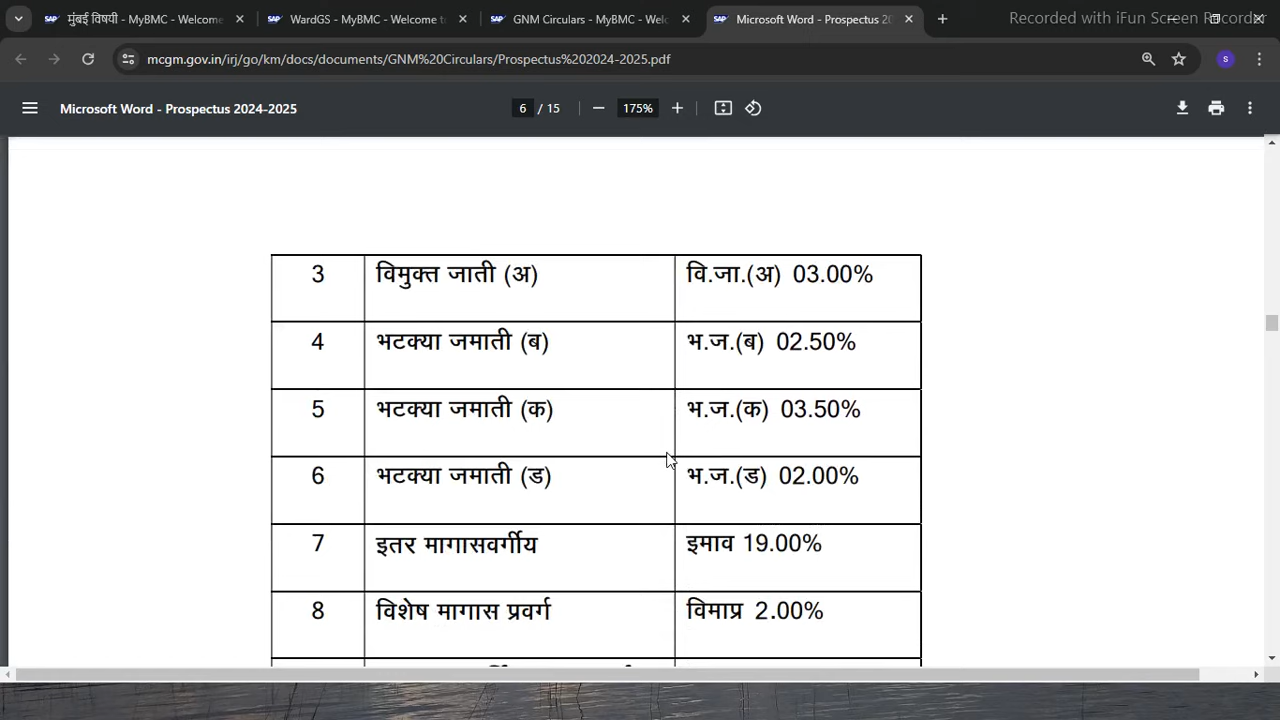 मुंबई विषयी - MyBMC - Welcome
WardGS - MyBMC - Welcome to
GNM Circulars - MyBMC - Welc
Microsoft Word - Prospectus 20
Recorded with iFun Screen Recorder
mcgm.gov.in/irj/go/km/docs/documents/GNM%20Circulars/Prospectus%202024-2025.pdf
S
Microsoft Word - Prospectus 2024-2025
6 / 15
175%
3 विमुक्त जाती (अ) वि.जा.(अ) 03.00%
4 भटक्या जमाती (ब) भ.ज.(ब) 02.50%
5 भटक्या जमाती (क) भ.ज.(क) 03.50%
6 भटक्या जमाती (ड) भ.ज.(ड) 02.00%
7 इतर मागासवर्गीय इमाव 19.00%
8 विशेष मागास प्रवर्ग विमाप्र 2.00%